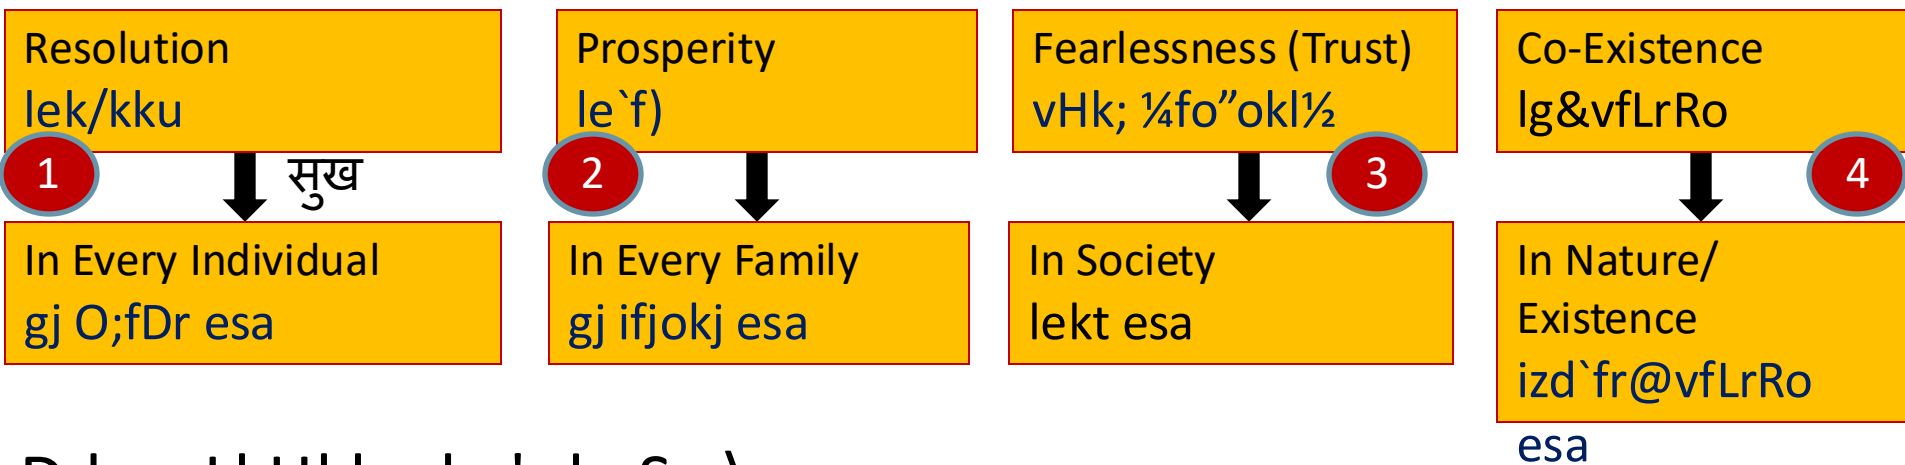 Resolution
lek/kku
1
सुख
In Every Individual
gj O;fDr esa
Prosperity
le`f)
2
In Every Family
gj ifjokj esa
Fearlessness (Trust)
vHk; ¼fo”okl½
3
In Society
lekt esa
Co-Existence
lg&vfLrRo
4
In Nature/
Existence
izd`fr@vfLrRo
esa